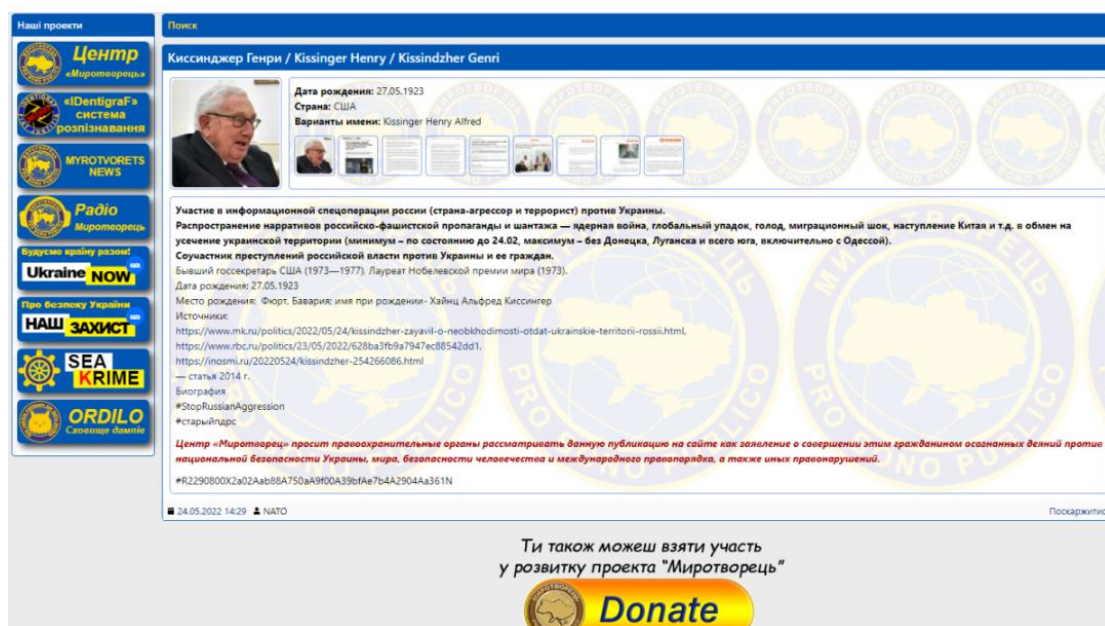 Наші проекти
Центр
«Миротворець»
«IDentigraF»
система
розпізнавання
MYROTVORETS
NEWS
Радіо
Миротворець
Будуємо країну разом!
Ukraine NOW
Про безпеку України
НАШ ЗАХИСТ
SEA
KRIME
ORDILO
Сховище дампів
Поиск
Киссинджер Генри / Kissinger Henry / Kissindzher Genri
Дата рождения: 27.05.1923
Страна: США
Варианты имени: Kissinger Henry Alfred
Участие в информационной спецоперации россии (страна-агрессор и террорист) против Украины.
Распространение нарративов российско-фашистской пропаганды и шантажа — ядерная война, глобальный упадок, голод, миграционный шок, наступление Китая и т.д. в обмен на
усечение украинской территории (минимум – по состоянию до 24.02, максимум – без Донецка, Луганска и всего юга, включительно с Одессой).
Соучастник преступлений российской власти против Украины и ее граждан.
Бывший госсекретарь США (1973—1977). Лауреат Нобелевской премии мира (1973).
Дата рождения: 27.05.1923
Место рождения: Фюрт. Бавария: имя при рождении- Хайнц Альфред Киссингер
Источники:
https://www.mk.ru/politics/2022/05/24/kissindzher-zayavil-o-neobkhodimosti-otdat-ukrainskie-territorii-rossii.html,
https://www.rbc.ru/politics/23/05/2022/628ba3fb9a7947ec88542dd1,
https://inosmi.ru/20220524/kissindzher-254266086.html
— статья 2014 г.
Биография
#StopRussianAggression
#старыйпдрс
Центр «Миротворец» просит правоохранительные органы рассматривать данную публикацию на сайте как заявление о совершении этим гражданином осознанных деяний против
национальной безопасности Украины, мира, безопасности человечества и международного правопорядка, а также иных правонарушений.
#R2290800X2a02Aab88A750aA9f00A39bfAe7b4A2904Aa361N
24.05.2022 14:29 NATO
Поскаржитис
Ти також можеш взяти участь
у розвитку проекта "Миротворець"
Donate